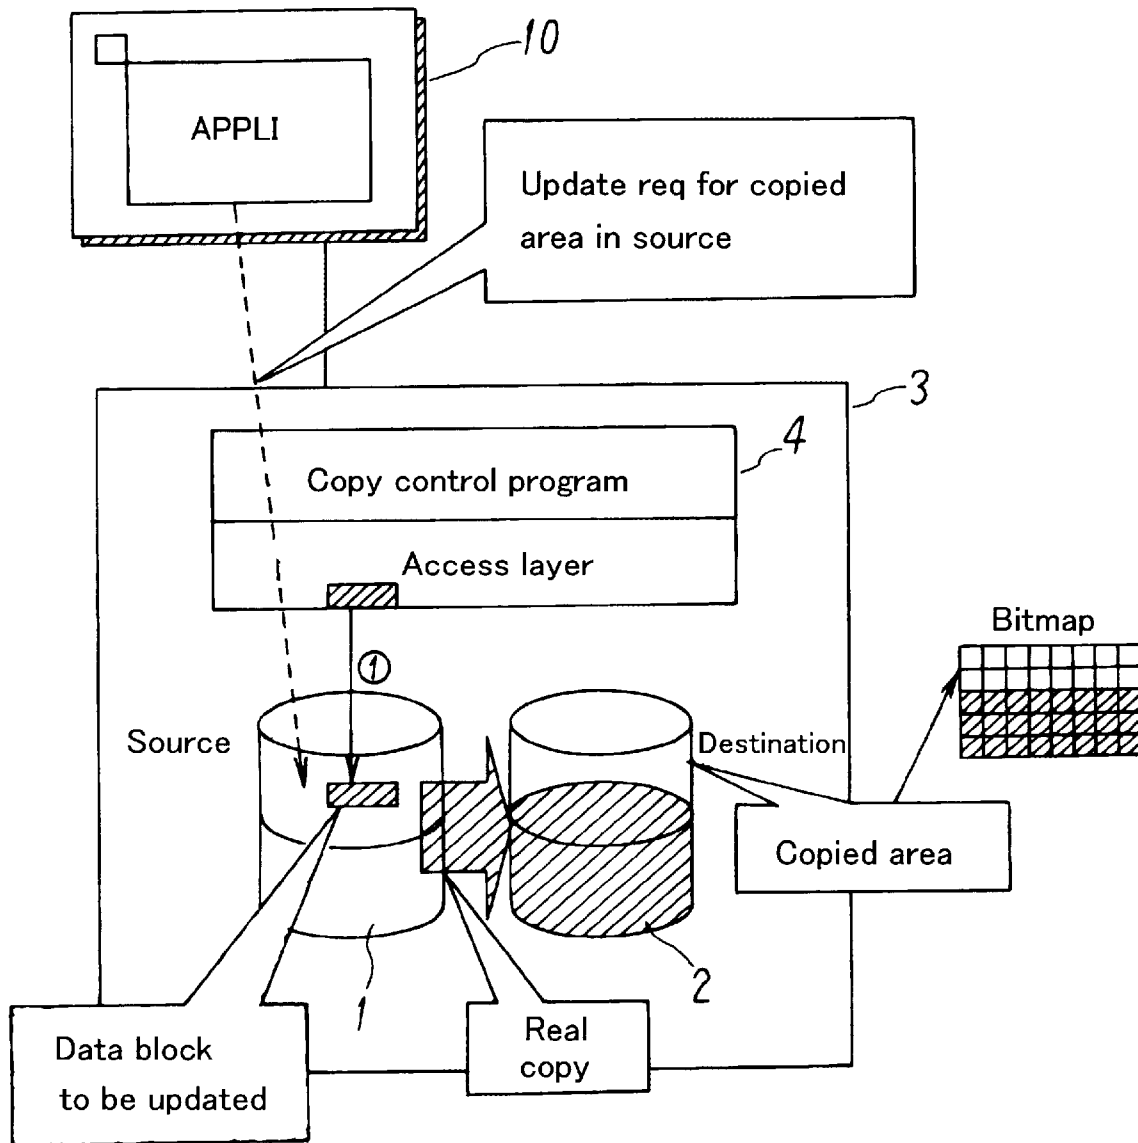 10
APPLI
Update req for copied
area in source
3
4
Copy control program
Access layer
Bitmap
①
Source
Destination
Copied area
2
1
Real
copy
Data block
to be updated